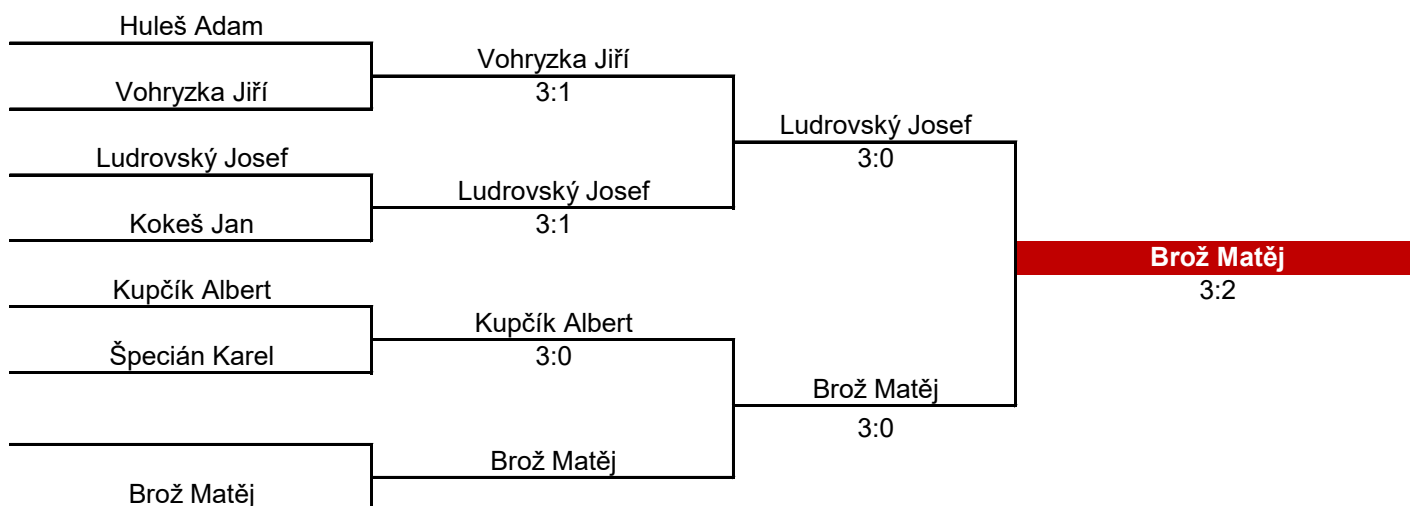 Huleš Adam
Vohryzka Jiří
Vohryzka Jiří
3:1
Ludrovský Josef
3:0
Ludrovský Josef
Ludrovský Josef
3:1
Kokeš Jan
Brož Matěj
3:2
Kupčík Albert
Kupčík Albert
3:0
Špecián Karel
Brož Matěj
3:0
Brož Matěj
Brož Matěj